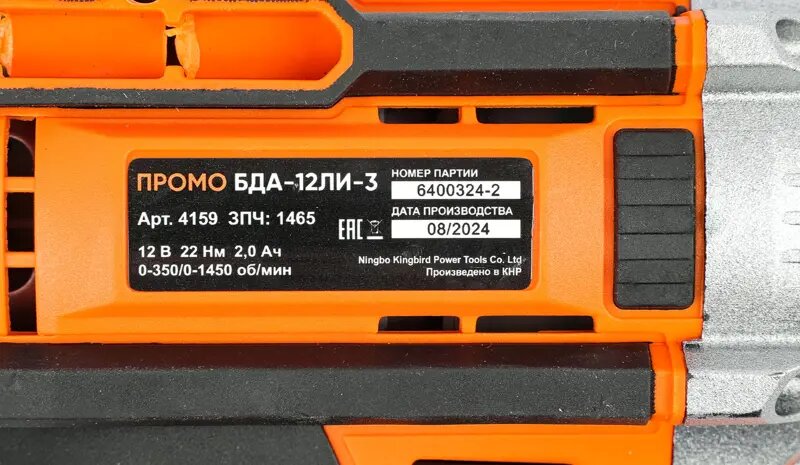 ПРОМО БДА-12ЛИ-3
Арт. 4159 ЗПЧ: 1465
12 В 22 Нм 2,0 Ач
0-350/0-1450 об/мин
EAC
НОМЕР ПАРТИИ
6400324-2
ДАТА ПРОИЗВОДСТВА
08/2024
Ningbo Kingbird Power Tools Co. Ltd
Произведено в КНР